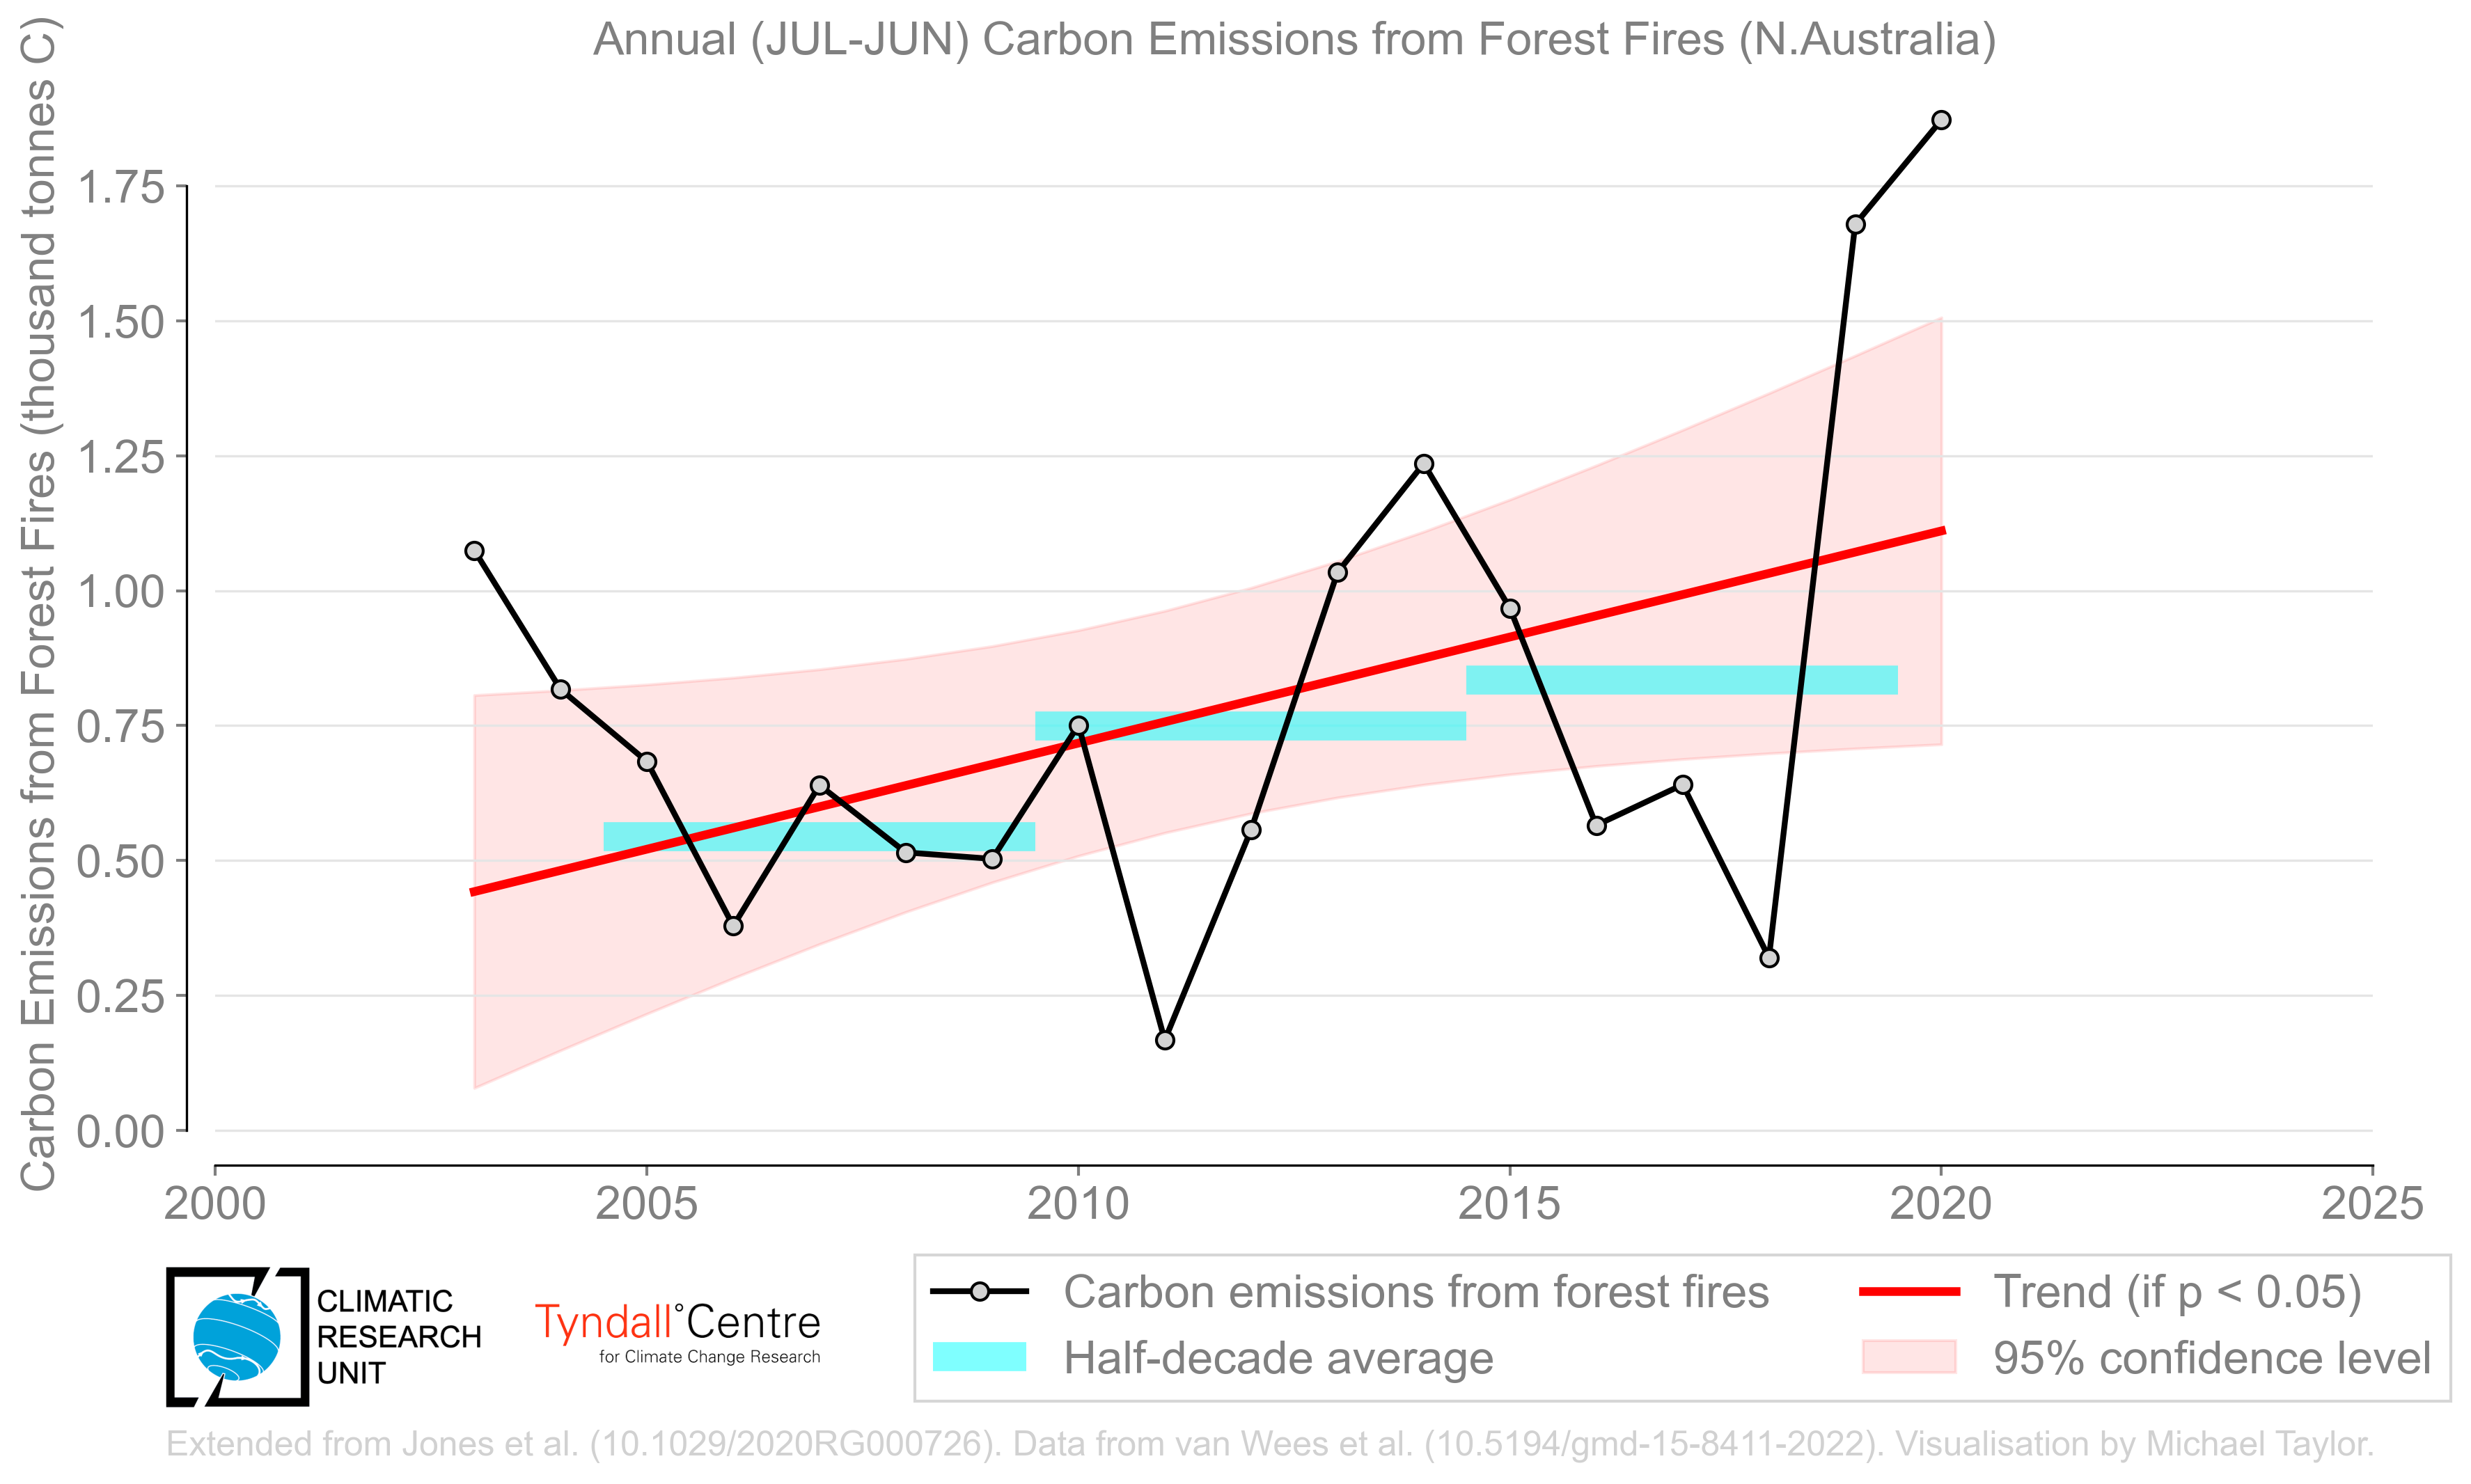 Annual (JUL-JUN) Carbon Emissions from Forest Fires (N.Australia)
Carbon Emissions from Forest Fires (thousand tonnes C)
1.75
1.50
1.25
1.00
0.75
0.50
0.25
0.00
2000 2005 2010 2015 2020 2025
CLIMATIC
RESEARCH
UNIT
Tyndall°Centre
for Climate Change Research
Carbon emissions from forest fires
Half-decade average
Trend (if p < 0.05)
95% confidence level
Extended from Jones et al. (10.1029/2020RG000726). Data from van Wees et al. (10.5194/gmd-15-8411-2022). Visualisation by Michael Taylor.